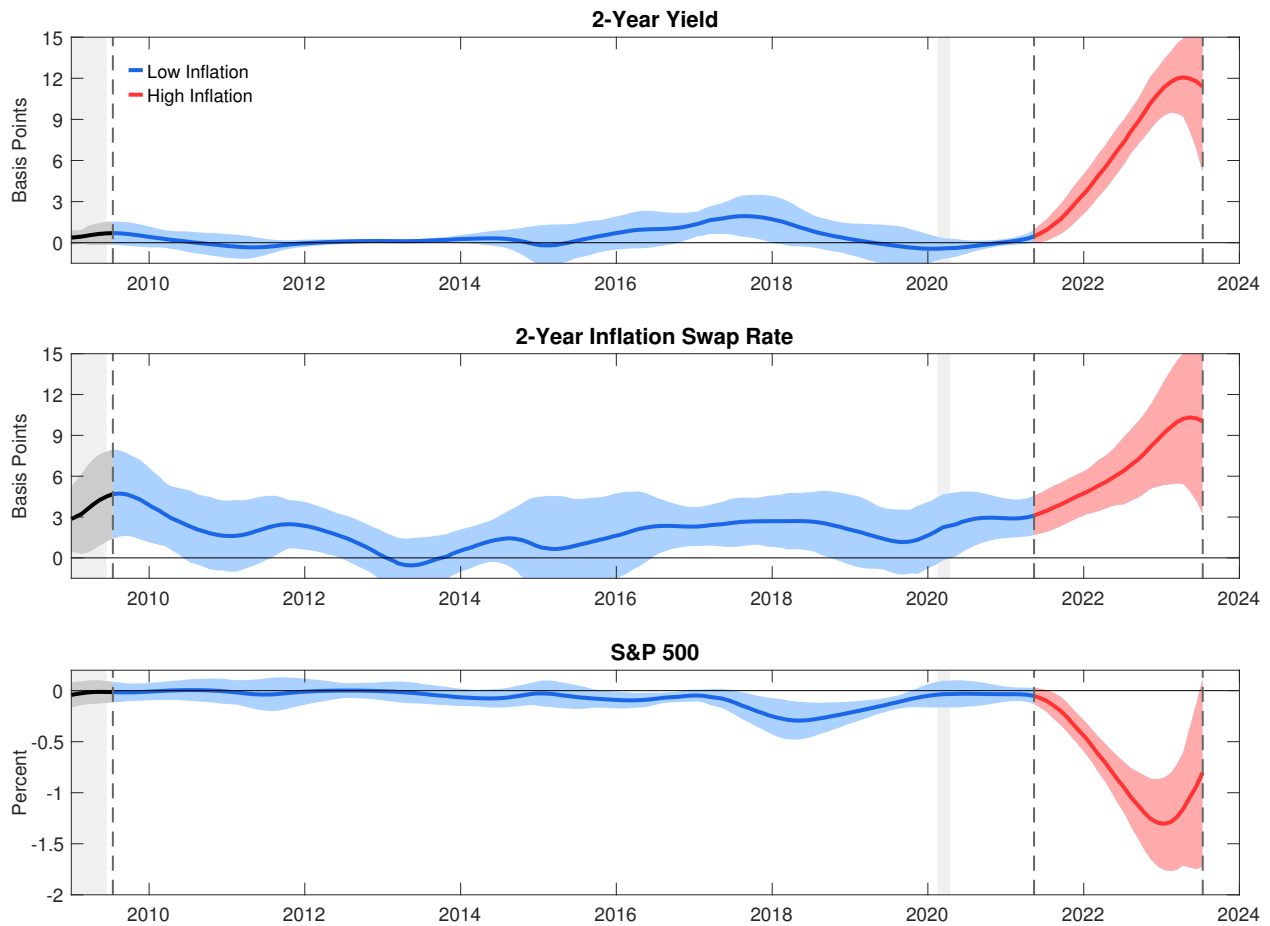 2-Year Yield
Basis Points
15
12
9
6
3
0
Low Inflation
High Inflation
2010 2012 2014 2016 2018 2020 2022 2024
2-Year Inflation Swap Rate
Basis Points
15
12
9
6
3
0
2010 2012 2014 2016 2018 2020 2022 2024
S&P 500
Percent
0
-0.5
-1
-1.5
-2
2010 2012 2014 2016 2018 2020 2022 2024